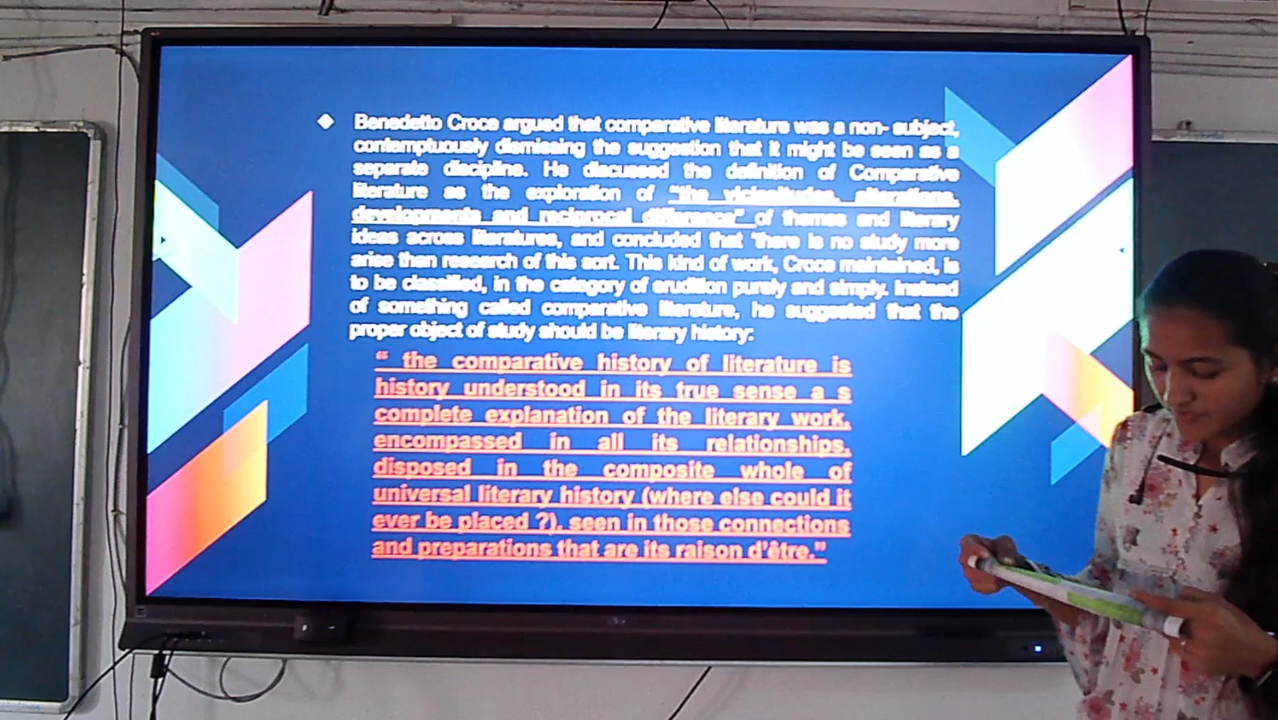 Benedetto Croce argued that comparative literature was a non- subject,
contemptuously dismissing the suggestion that it might be seen as a
separate discipline. He discussed the definition of Comparative
literature as the exploration of “the vicissitudes, alterations,
developments and reciprocal difference” of themes and literary
ideas across literatures, and concluded that ‘there is no study more
arise than research of this sort. This kind of work, Croce maintained, is
to be classified, in the category of erudition purely and simply. Instead
of something called comparative literature, he suggested that the
proper object of study should be literary history:
“ the comparative history of literature is
history understood in its true sense a s
complete explanation of the literary work,
encompassed in all its relationships,
disposed in the composite whole of
universal literary history (where else could it
ever be placed ?), seen in those connections
and preparations that are its raison d’être.”